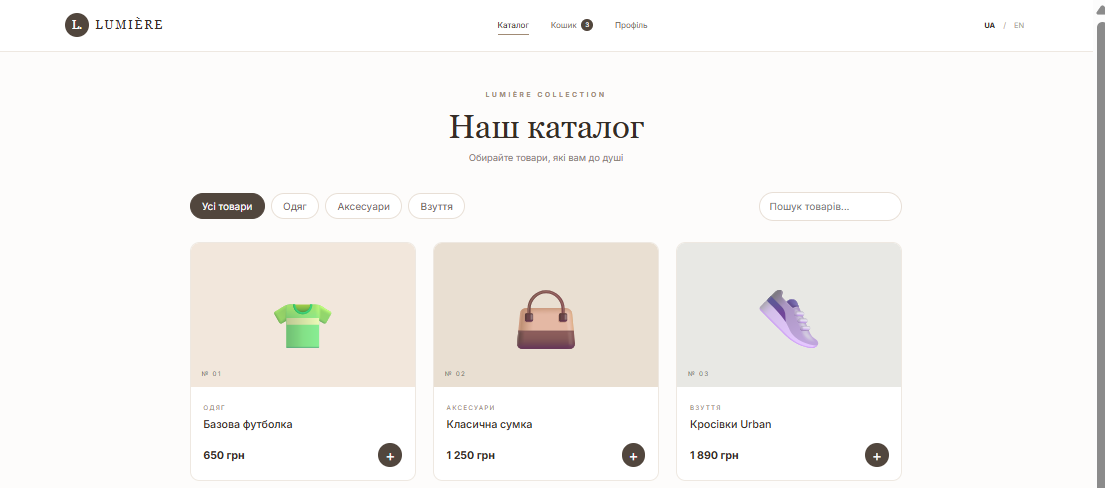 L. LUMIÈRE
Каталог Кошик 3 Профіль
UA / EN
LUMIÈRE COLLECTION
Наш каталог
Обирайте товари, які вам до душі
Усі товари Одяг Аксесуари Взуття
Пошук товарів...
№ 01
ОДЯГ
Базова футболка
650 грн +
№ 02
АКСЕСУАРИ
Класична сумка
1 250 грн +
№ 03
ВЗУТТЯ
Кросівки Urban
1 890 грн +